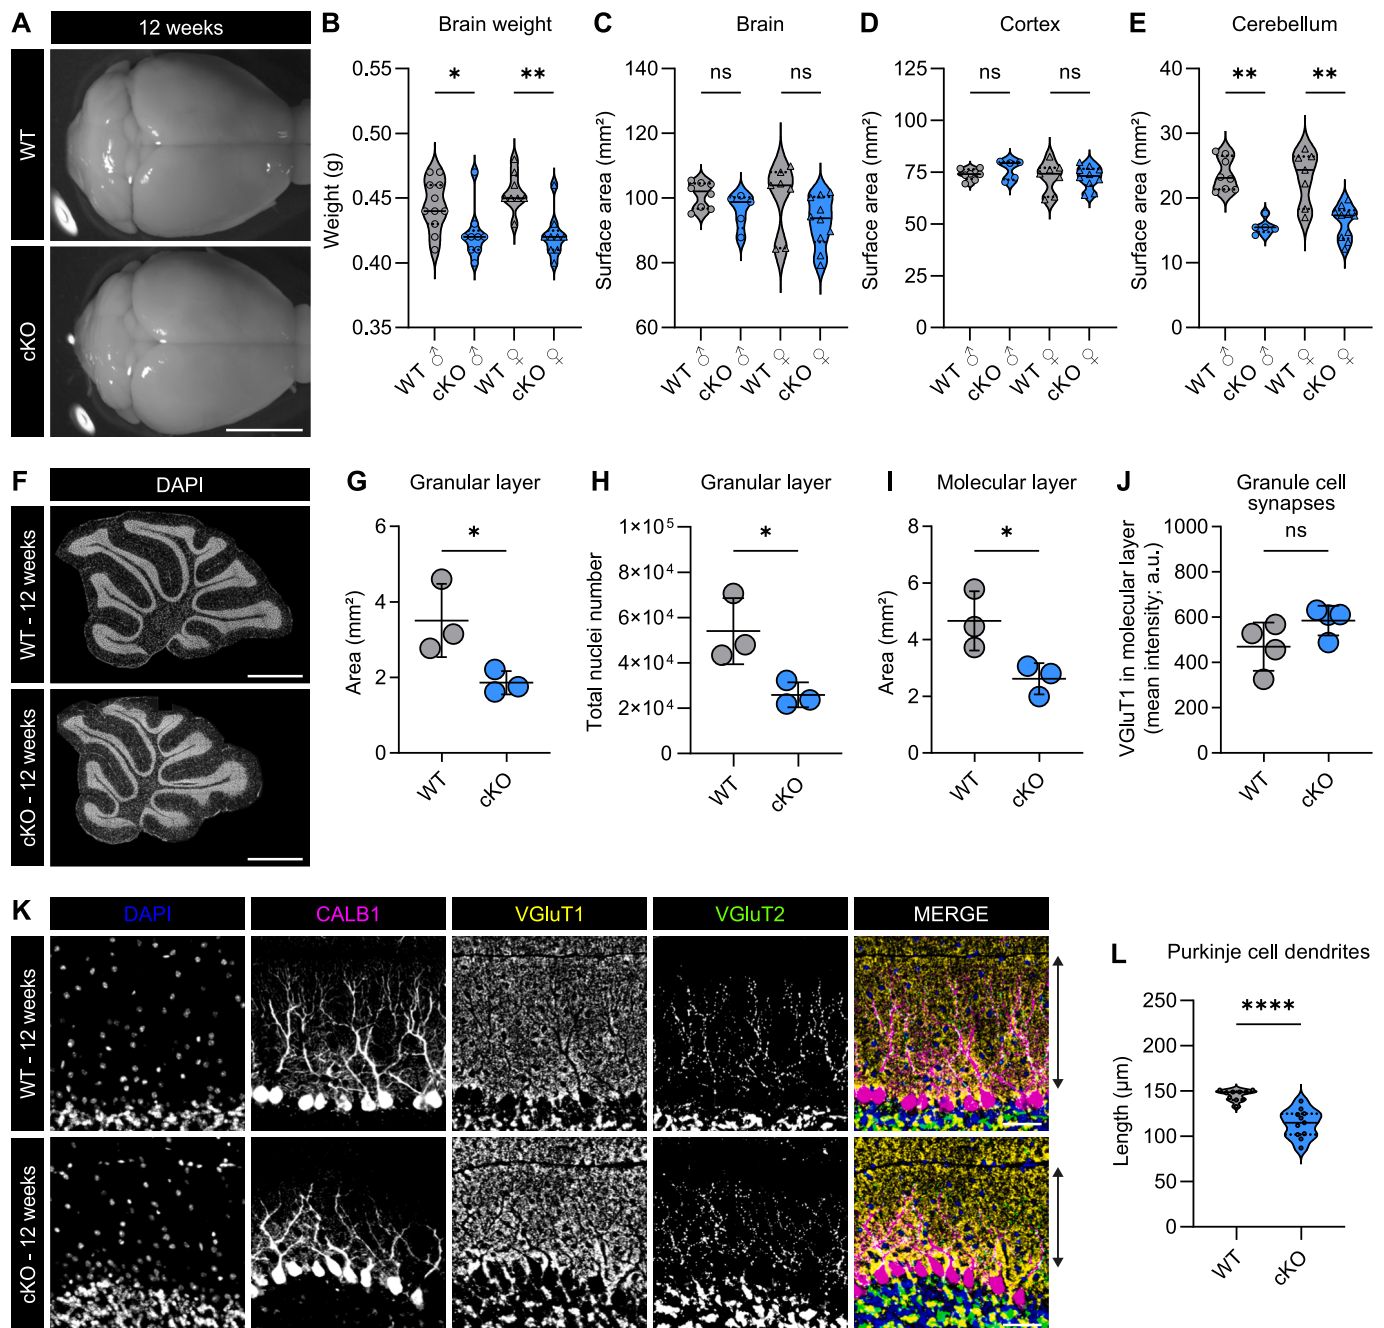 A
12 weeks
WT
cKO
B
Brain weight
Weight (g)
0.55
0.50
0.45
0.40
0.35
*
**
WT ♂
cKO ♂
WT ♀
cKO ♀
C
Brain
Surface area (mm²)
140
120
100
80
60
ns
ns
WT ♂
cKO ♂
WT ♀
cKO ♀
D
Cortex
Surface area (mm²)
125
100
75
50
25
0
ns
ns
WT ♂
cKO ♂
WT ♀
cKO ♀
E
Cerebellum
Surface area (mm²)
40
30
20
10
0
**
**
WT ♂
cKO ♂
WT ♀
cKO ♀
F
DAPI
WT - 12 weeks
cKO - 12 weeks
G
Granular layer
Area (mm²)
6
4
2
0
*
WT
cKO
H
Granular layer
Total nuclei number
1×10⁵
8×10⁴
6×10⁴
4×10⁴
2×10⁴
0
*
WT
cKO
I
Molecular layer
Area (mm²)
8
6
4
2
0
*
WT
cKO
J
Granule cell
synapses
VGluT1 in molecular layer
(mean intensity; a.u.)
1000
800
600
400
200
0
ns
WT
cKO
K
DAPI
CALB1
VGluT1
VGluT2
MERGE
WT - 12 weeks
cKO - 12 weeks
L
Purkinje cell dendrites
Length (µm)
250
200
150
100
50
0
****
WT
cKO